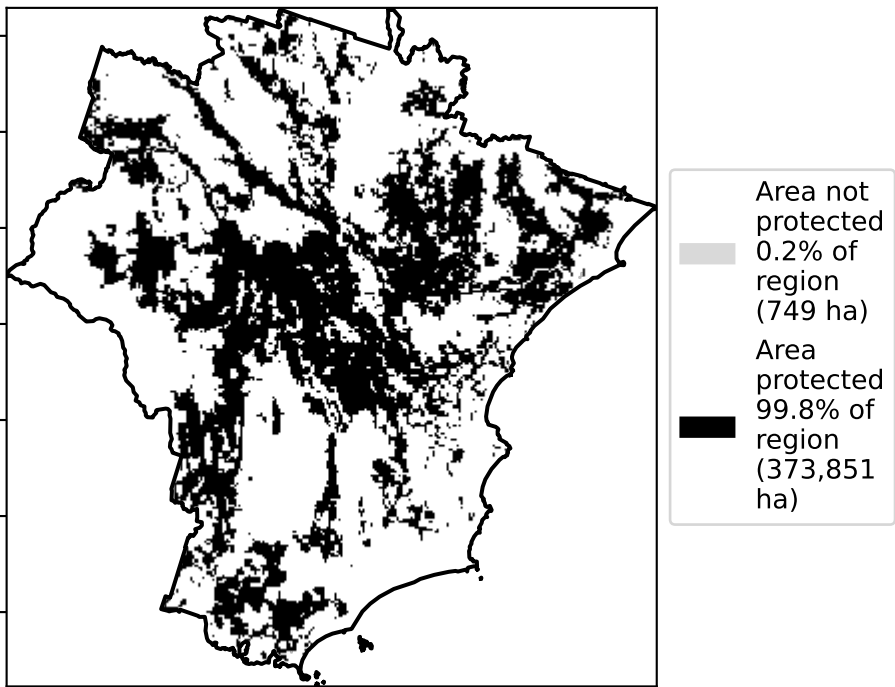 Area not
protected
0.2% of
region
(749 ha)
Area
protected
99.8% of
region
(373,851
ha)